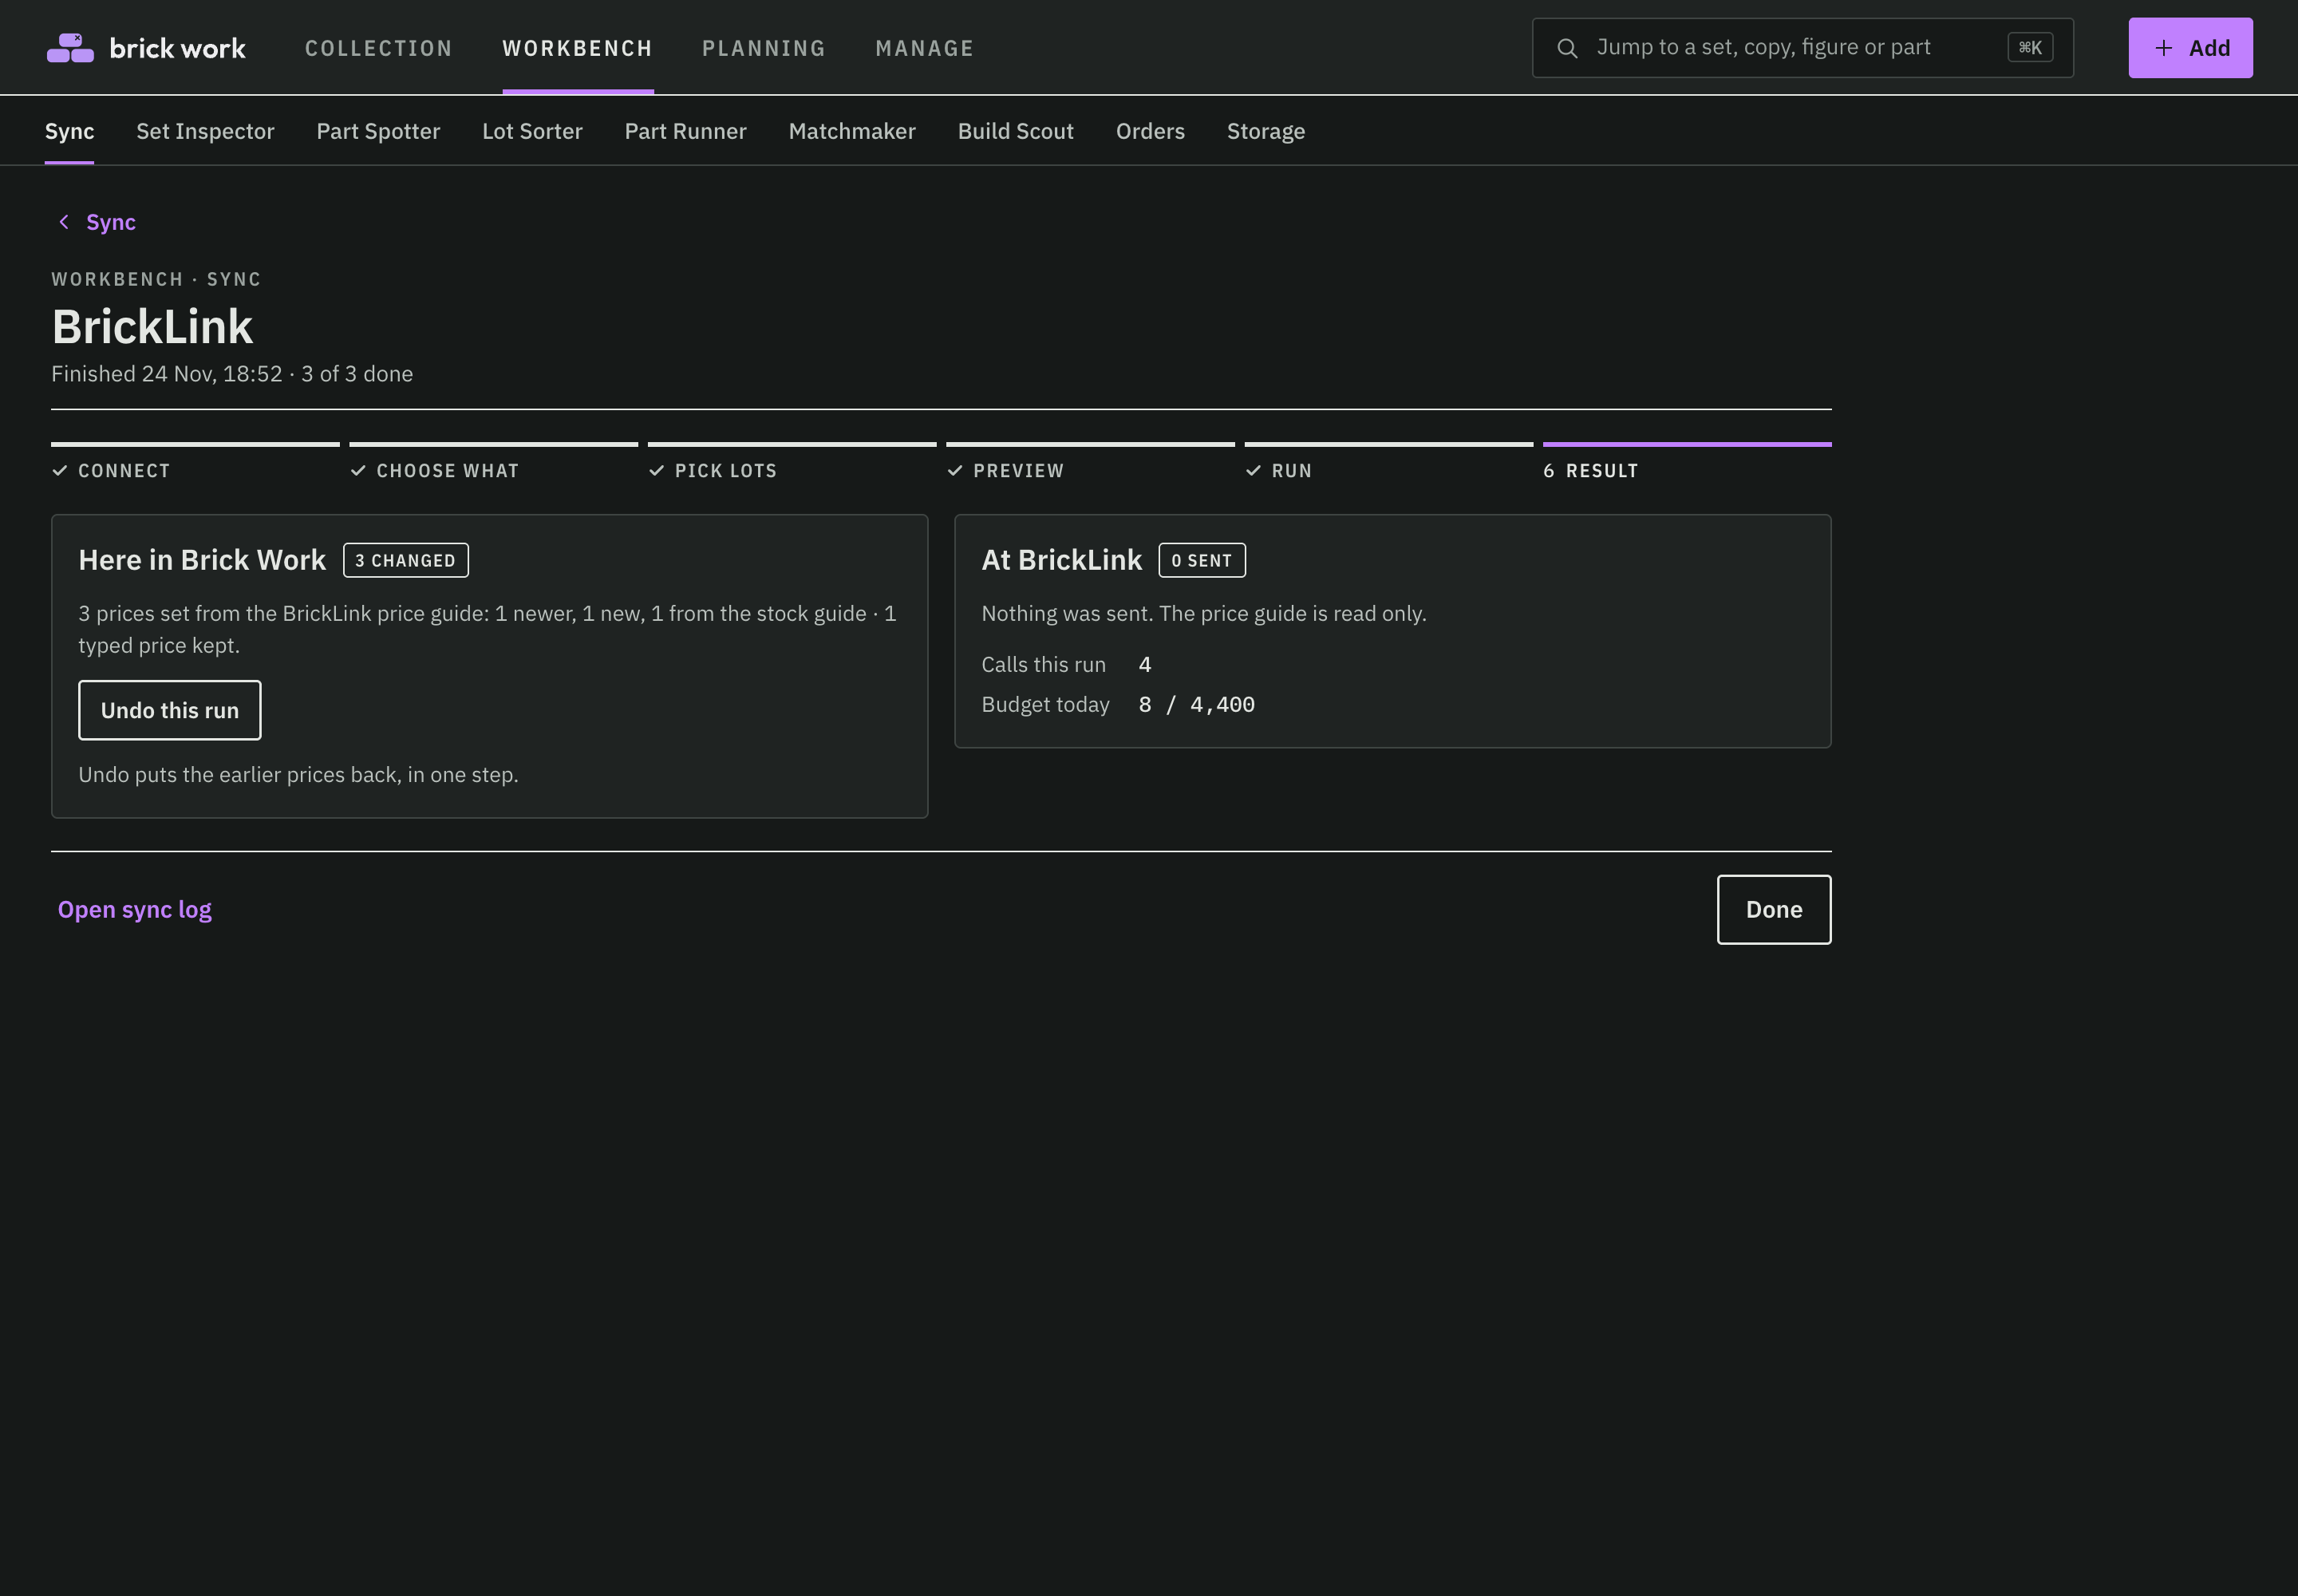 brick work
COLLECTION
WORKBENCH
PLANNING
MANAGE
Jump to a set, copy, figure or part
⌘K
+ Add
Sync
Set Inspector
Part Spotter
Lot Sorter
Part Runner
Matchmaker
Build Scout
Orders
Storage
Sync
WORKBENCH · SYNC
BrickLink
Finished 24 Nov, 18:52 · 3 of 3 done
CONNECT
CHOOSE WHAT
PICK LOTS
PREVIEW
RUN
6 RESULT
Here in Brick Work
3 CHANGED
3 prices set from the BrickLink price guide: 1 newer, 1 new, 1 from the stock guide · 1
typed price kept.
Undo this run
Undo puts the earlier prices back, in one step.
At BrickLink
0 SENT
Nothing was sent. The price guide is read only.
Calls this run 4
Budget today 8 / 4,400
Open sync log
Done